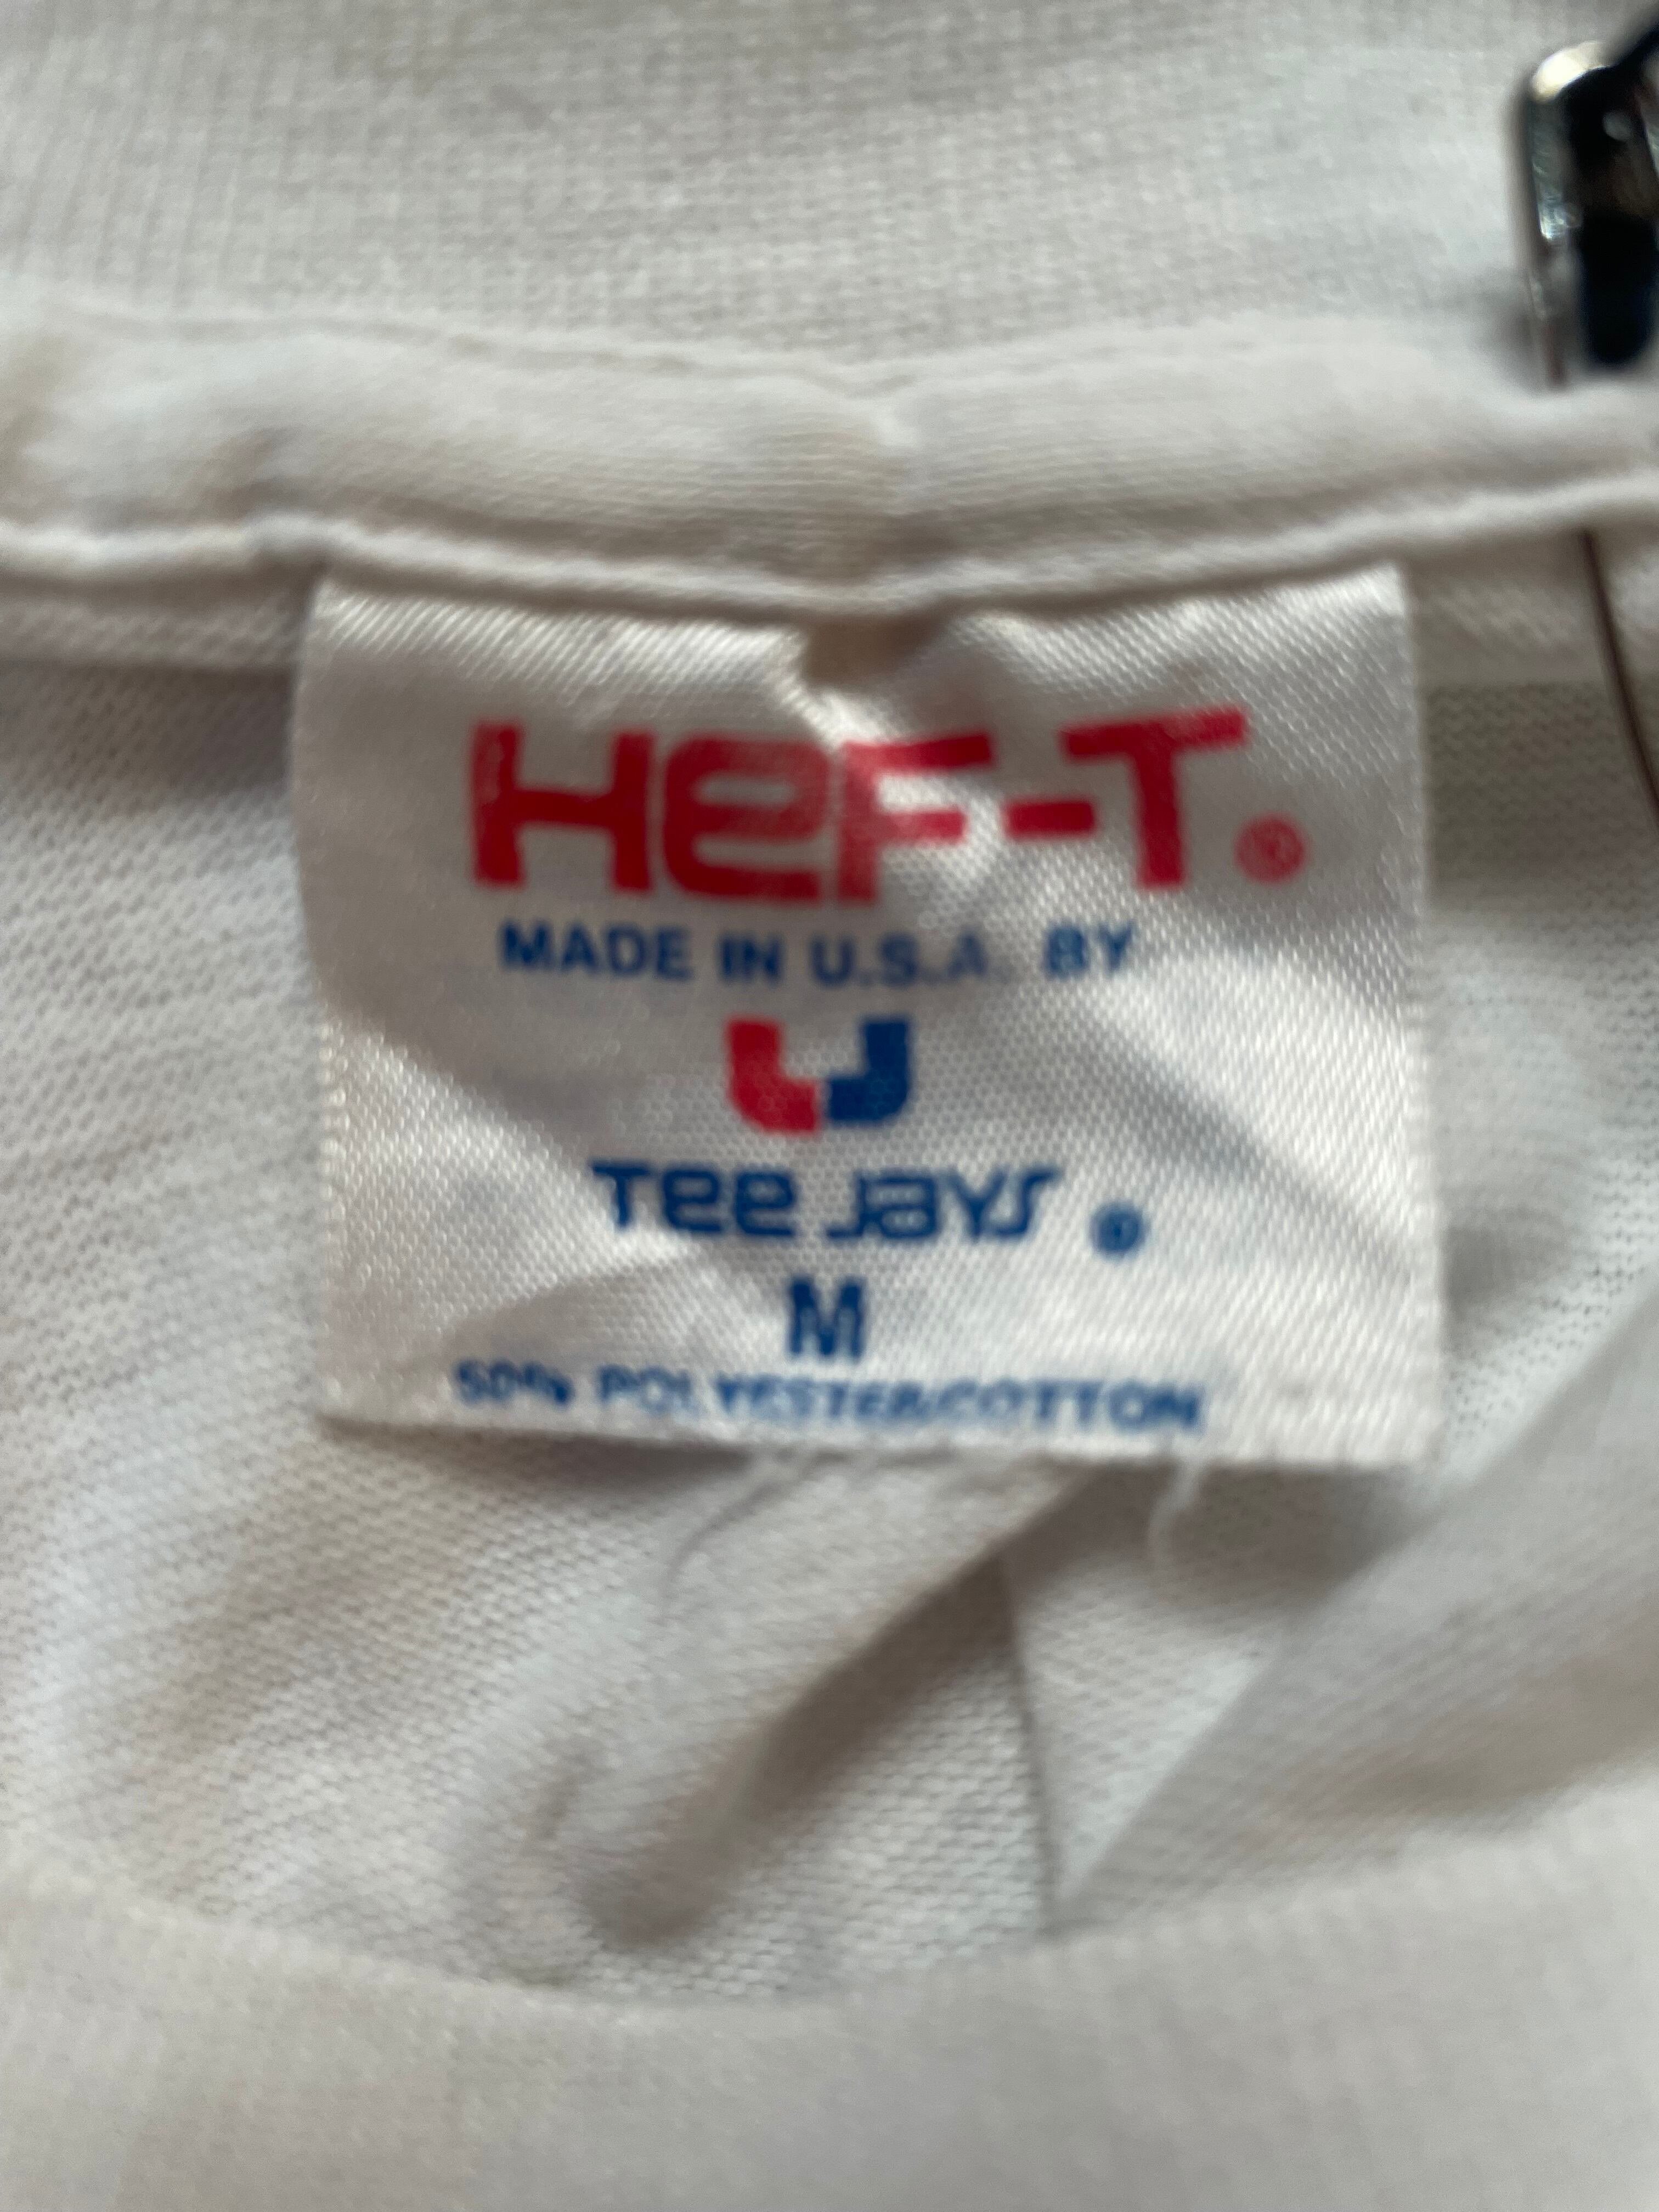 HEF-T®
MADE IN U.S.A. BY
TEE JAYS®
M
50% POLYESTER/COTTON